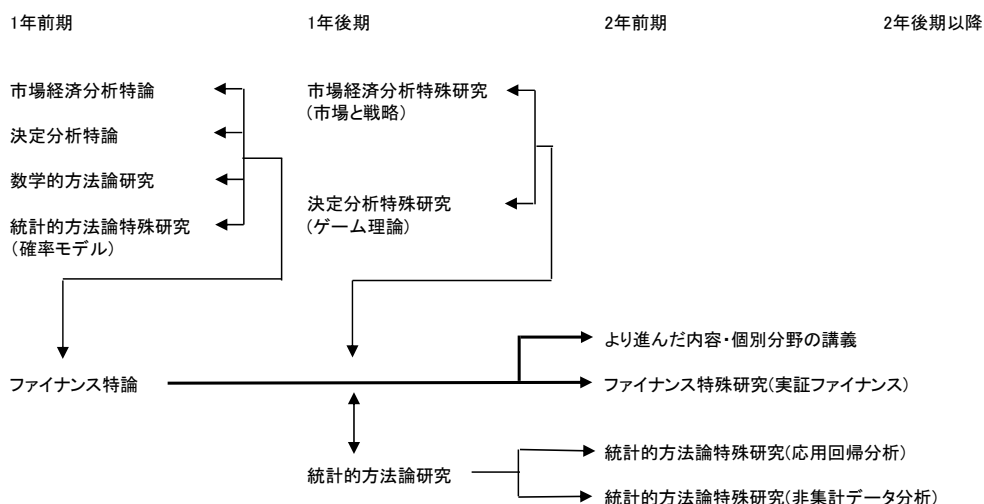 1年前期
1年後期
2年前期
2年後期以降
市場経済分析特論
決定分析特論
数学的方法論研究
統計的方法論特殊研究
(確率モデル)
市場経済分析特殊研究
(市場と戦略)
決定分析特殊研究
(ゲーム理論)
より進んだ内容・個別分野の講義
ファイナンス特論
ファイナンス特殊研究(実証ファイナンス)
統計的方法論研究
統計的方法論特殊研究(応用回帰分析)
統計的方法論特殊研究(非集計データ分析)